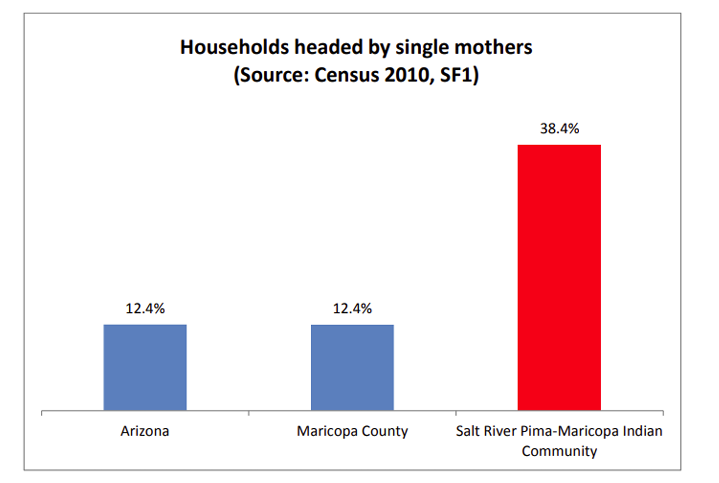 Households headed by single mothers
(Source: Census 2010, SF1)
38.4%
12.4%
12.4%
Arizona
Maricopa County
Salt River Pima-Maricopa Indian
Community